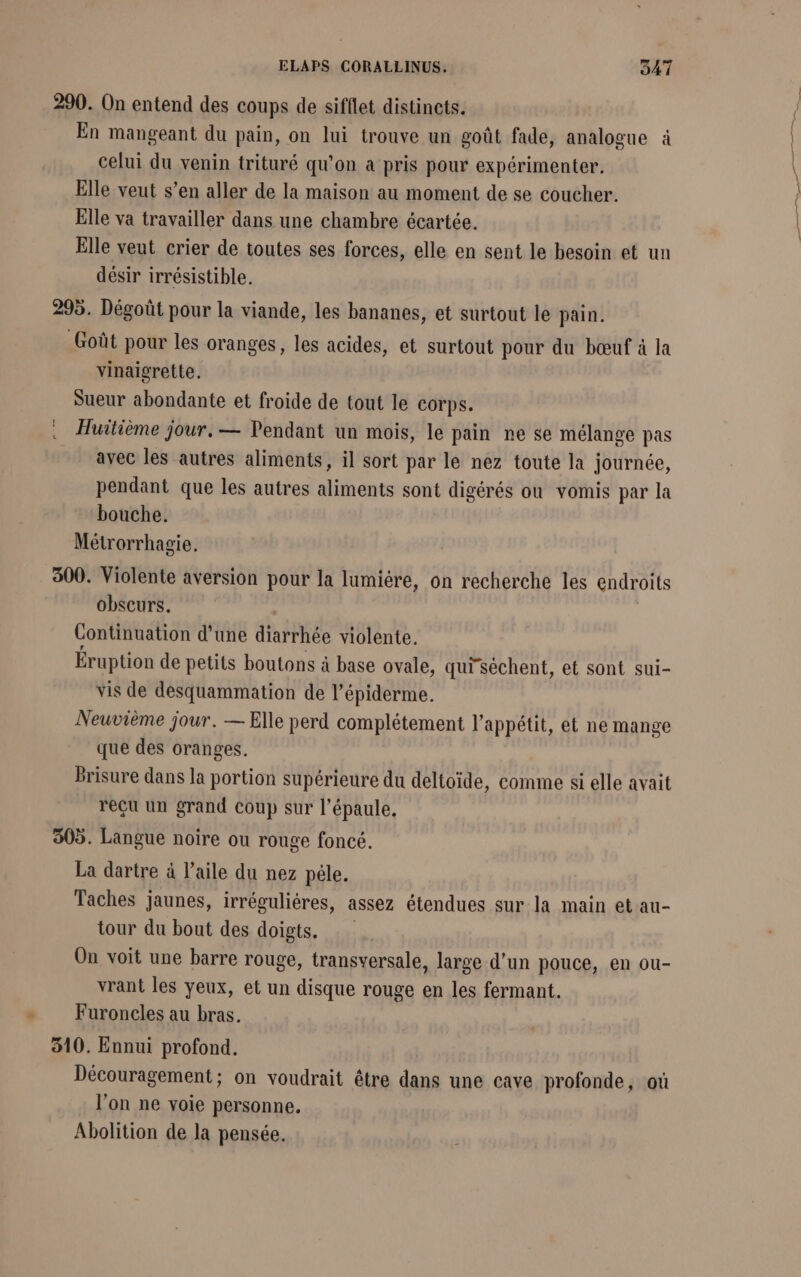 ELAPS CORALLINUS. 347
290. On entend des coups de sifflet distincts.
En mangeant du pain, on lui trouve un goût fade, analogue à
celui du venin trituré qu'on a pris pour expérimenter.
Elle veut s'en aller de la maison au moment de se coucher.
Elle va travailler dans une chambre écartée.
Elle veut crier de toutes ses forces, elle en sent le besoin et un
désir irrésistible.
295. Dégoût pour la viande, les bananes, et surtout le pain.
Goût pour les oranges, les acides, et surtout pour du bœuf à la
vinaigrette.
Sueur abondante et froide de tout le corps.
Huitième jour. — Pendant un mois, le pain ne se mélange pas
avec les autres aliments, il sort par le nez toute la journée,
pendant que les autres aliments sont digérés ou vomis par la
bouche.
Métrorrhagie.
300. Violente aversion pour la lumière, on recherche les endroits
obscurs.
Continuation d'une diarrhée violente.
Éruption de petits boutons à base ovale, qui sèchent, et sont sui-
vis de desquammation de l'épiderme.
Neuvième jour. — Elle perd complétement l'appétit, et ne mange
que des oranges.
Brisure dans la portion supérieure du deltoïde, comme si elle avait
reçu un grand coup sur l'épaule.
305. Langue noire ou rouge foncé.
La dartre à l'aile du nez pèle.
Taches jaunes, irrégulières, assez étendues sur la main et au-
tour du bout des doigts.
On voit une barre rouge, transversale, large d'un pouce, en ou-
vrant les yeux, et un disque rouge en les fermant.
Furoncles au bras.
310. Ennui profond.
Découragement ; on voudrait être dans une cave profonde, où
l'on ne voie personne.
Abolition de la pensée.